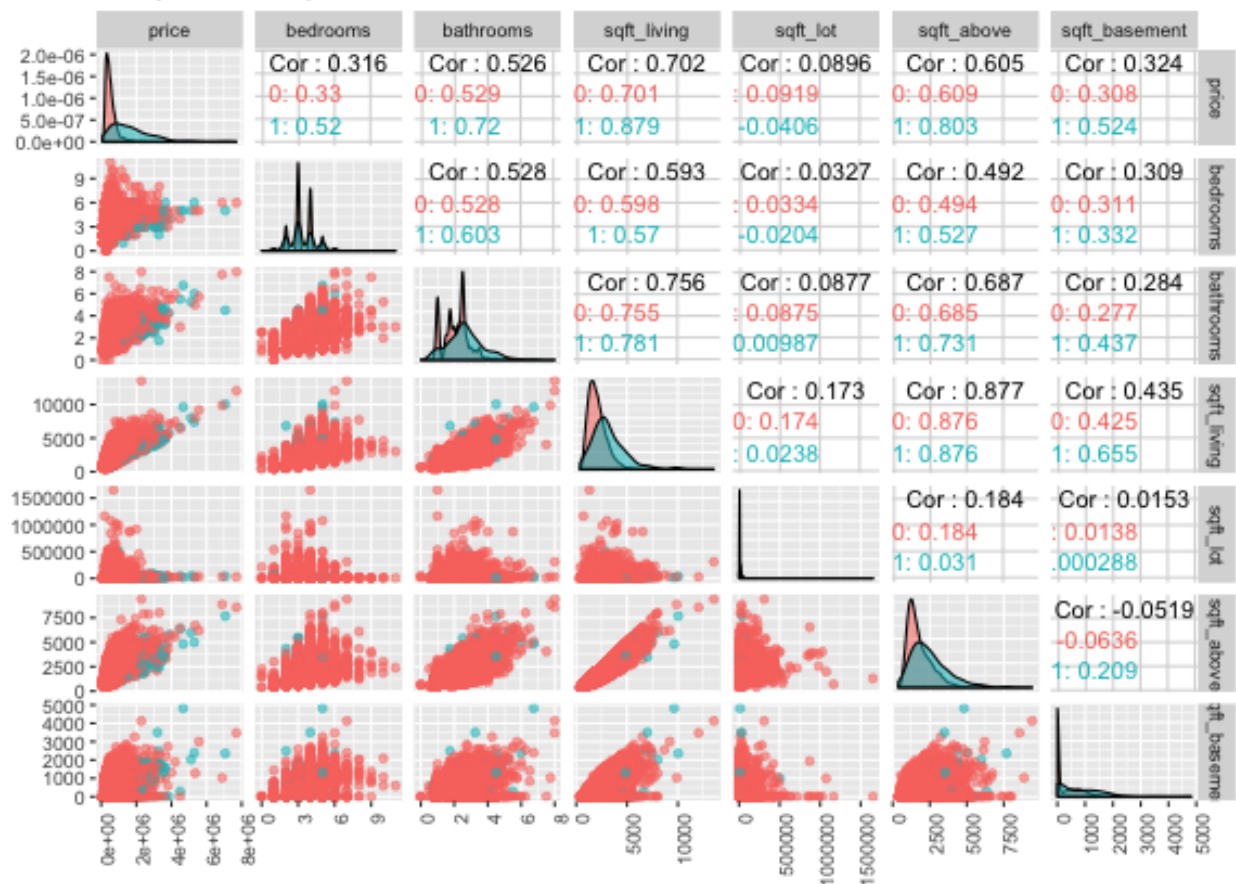 price bedrooms bathrooms sqft_living sqft_lot sqft_above sqft_basement
2.0e-06
1.5e-06
1.0e-06
5.0e-07
0.0e+00
Cor : 0.316 Cor : 0.526 Cor : 0.702 Cor : 0.0896 Cor : 0.605 Cor : 0.324
0: 0.33 0: 0.529 0: 0.701 : 0.0919 0: 0.609 0: 0.308
1: 0.52 1: 0.72 1: 0.879 -0.0406 1: 0.803 1: 0.524
price
9
6
3
0
Cor : 0.528 Cor : 0.593 Cor : 0.0327 Cor : 0.492 Cor : 0.309
0: 0.528 0: 0.598 : 0.0334 0: 0.494 0: 0.311
1: 0.603 1: 0.57 -0.0204 1: 0.527 1: 0.332
bedrooms
8
6
4
2
0
Cor : 0.756 Cor : 0.0877 Cor : 0.687 Cor : 0.284
0: 0.755 : 0.0875 0: 0.685 0: 0.277
1: 0.781 0.00987 1: 0.731 1: 0.437
bathrooms
10000
5000
0
Cor : 0.173 Cor : 0.877 Cor : 0.435
0: 0.174 0: 0.876 0: 0.425
: 0.0238 1: 0.876 1: 0.655
sqft_living
1500000
1000000
500000
0
Cor : 0.184 Cor : 0.0153
0: 0.184 : 0.0138
1: 0.031 .000288
sqft_lot
7500
5000
2500
0
Cor : -0.0519
-0.0636
1: 0.209
sqft_above
5000
4000
3000
2000
1000
0
qft_baseme
0e+00 2e+06 4e+06 6e+06 8e+06
0 3 6 9
0 2 4 6 8
0 5000 10000
0 500000 1000000 1500000
0 2500 5000 7500
0 1000 2000 3000 4000 5000